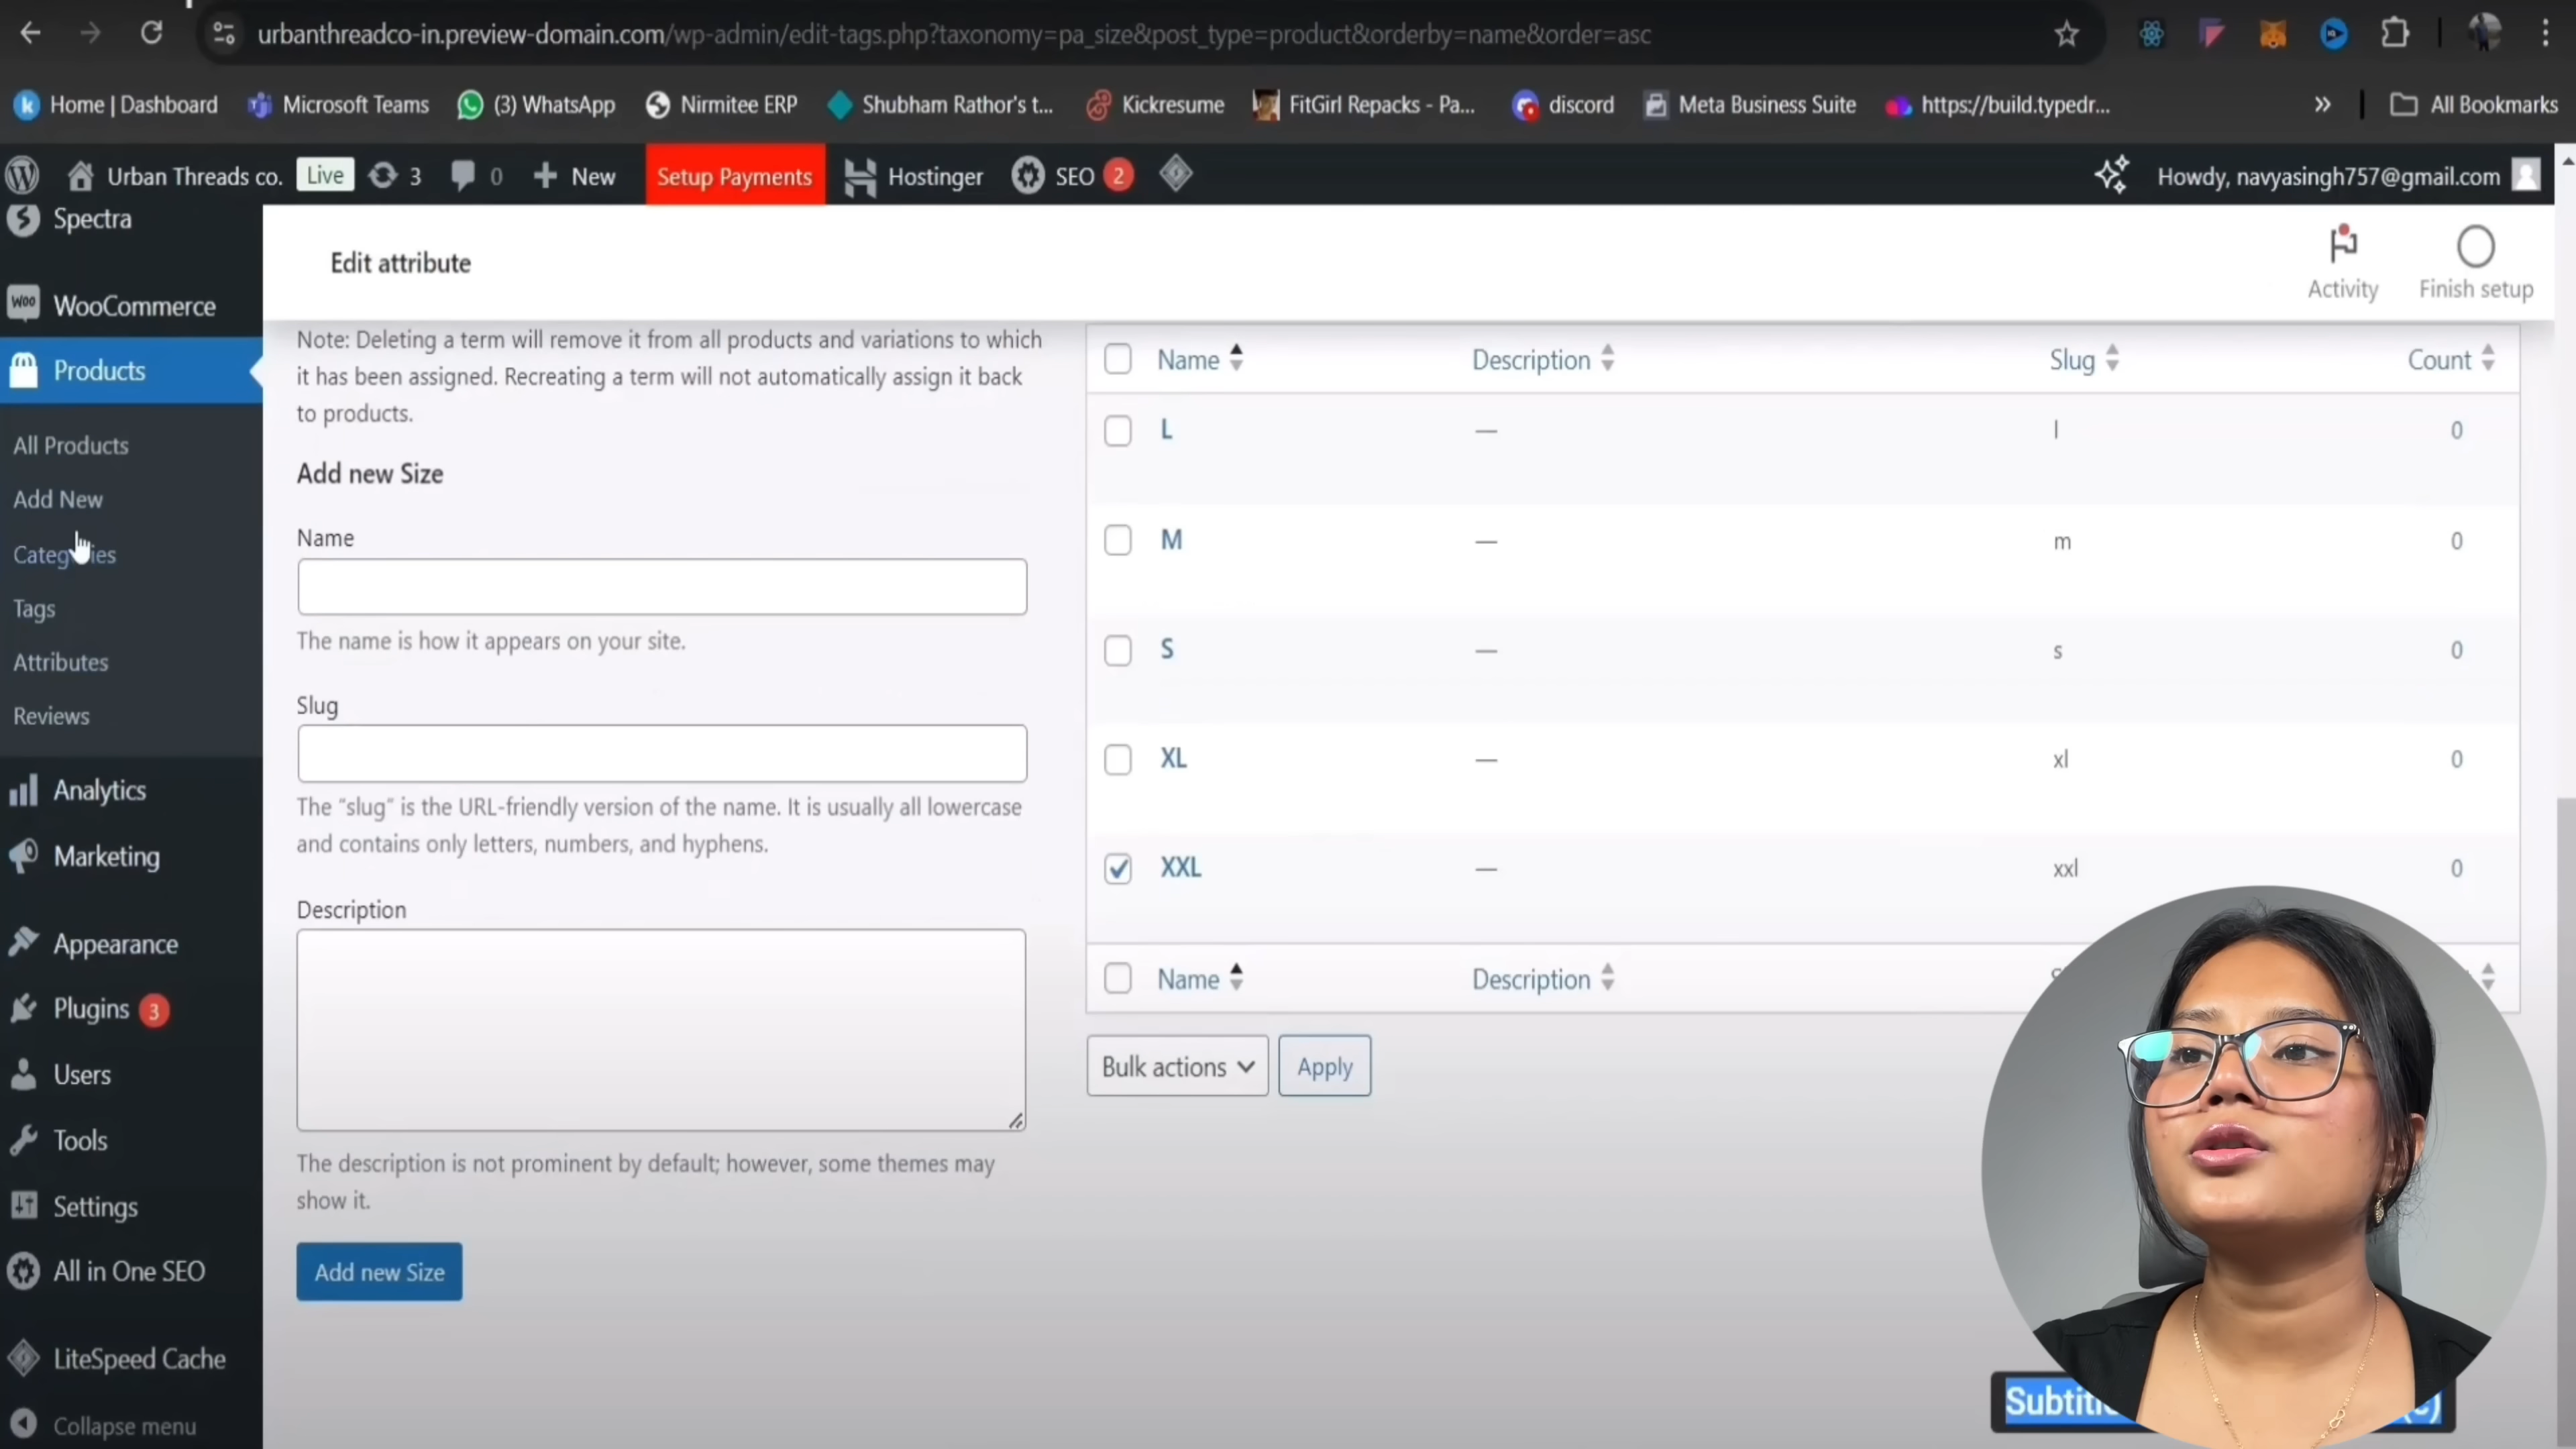 urbanthreadco-in.preview-domain.com/wp-admin/edit-tags.php?taxonomy=pa_size&post_type=product&orderby=name&order=asc
Home | Dashboard
Microsoft Teams
(3) WhatsApp
Nirmitee ERP
Shubham Rathor's t...
Kickresume
FitGirl Repacks - Pa...
discord
Meta Business Suite
https://build.typedr...
»
All Bookmarks
Urban Threads co.
Live
3
0
New
Setup Payments
Hostinger
SEO 2
Howdy, navyasingh757@gmail.com
Spectra
WooCommerce
Products
All Products
Add New
Categories
Tags
Attributes
Reviews
Analytics
Marketing
Appearance
Plugins 3
Users
Tools
Settings
All in One SEO
LiteSpeed Cache
Collapse menu
Edit attribute
Activity
Finish setup
Note: Deleting a term will remove it from all products and variations to which
it has been assigned. Recreating a term will not automatically assign it back
to products.
Add new Size
Name
The name is how it appears on your site.
Slug
The “slug” is the URL-friendly version of the name. It is usually all lowercase
and contains only letters, numbers, and hyphens.
Description
The description is not prominent by default; however, some themes may
show it.
Add new Size
Name Description Slug Count
L — l 0
M — m 0
S — s 0
XL — xl 0
XXL — xxl 0
Name Description
Bulk actions
Apply